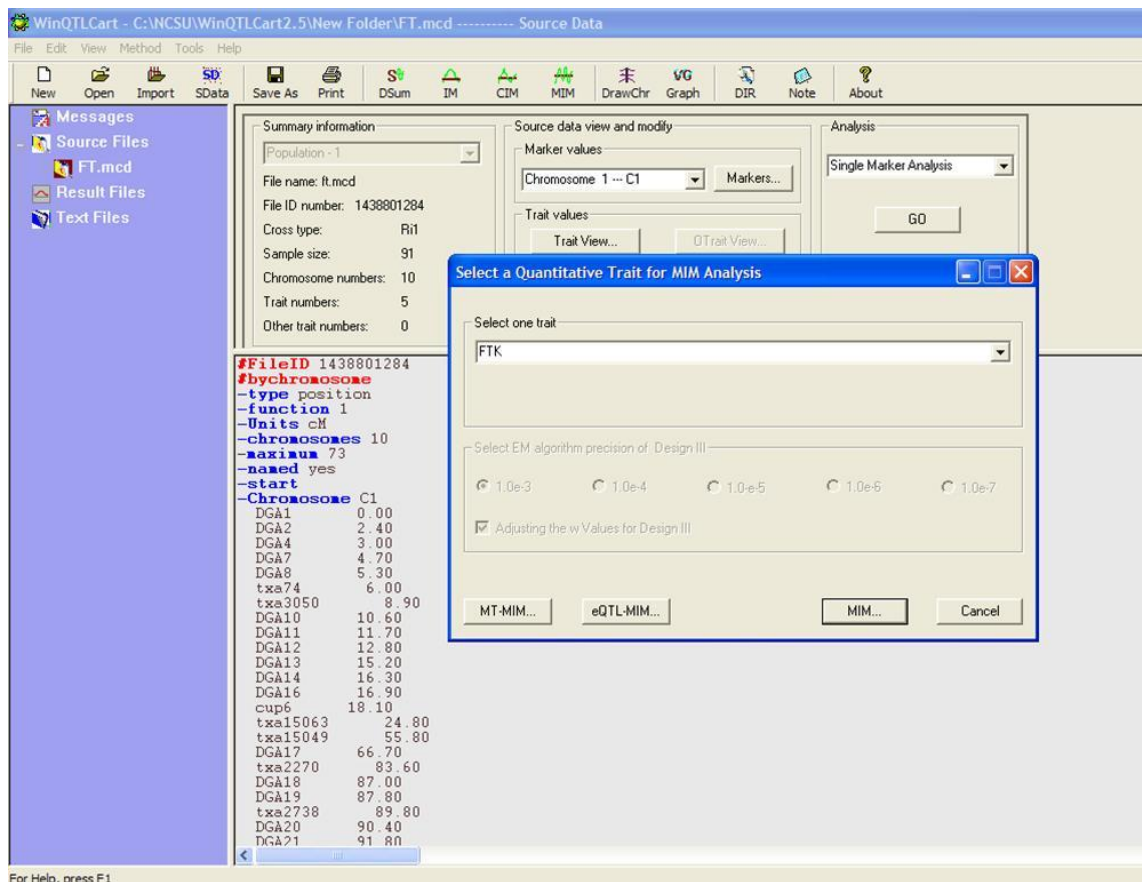 WinQTLCart - C:\NCSU\WinQTLCart2.5\New Folder\FT.mcd ---------- Source Data
File Edit View Method Tools Help
New Open Import SData Save As Print DSum IM CIM MIM DrawChr Graph DIR Note About
Messages
Source Files
FT.mcd
Result Files
Text Files
Summary information
Population - 1
File name: ft.mcd
File ID number: 1438801284
Cross type: Ri1
Sample size: 91
Chromosome numbers: 10
Trait numbers: 5
Other trait numbers: 0
Source data view and modify
Marker values
Chromosome 1 --- C1
Markers...
Trait values
Trait View...
OTrait View...
Analysis
Single Marker Analysis
GO
Select a Quantitative Trait for MIM Analysis
Select one trait
FTK
Select EM algorithm precision of Design III
1.0e-3 1.0e-4 1.0-e-5 1.0e-6 1.0e-7
Adjusting the w Values for Design III
MT-MIM... eQTL-MIM... MIM... Cancel
#FileID 1438801284
#bychromosome
-type position
-function 1
-Units cM
-chromosomes 10
-maximum 73
-named yes
-start
-Chromosome C1
DGA1 0.00
DGA2 2.40
DGA4 3.00
DGA7 4.70
DGA8 5.30
txa74 6.00
txa3050 8.90
DGA10 10.60
DGA11 11.70
DGA12 12.80
DGA13 15.20
DGA14 16.30
DGA16 16.90
cup6 18.10
txa15063 24.80
txa15049 55.80
DGA17 66.70
txa2270 83.60
DGA18 87.00
DGA19 87.80
txa2738 89.80
DGA20 90.40
DGA21 91.80
For Help, press F1